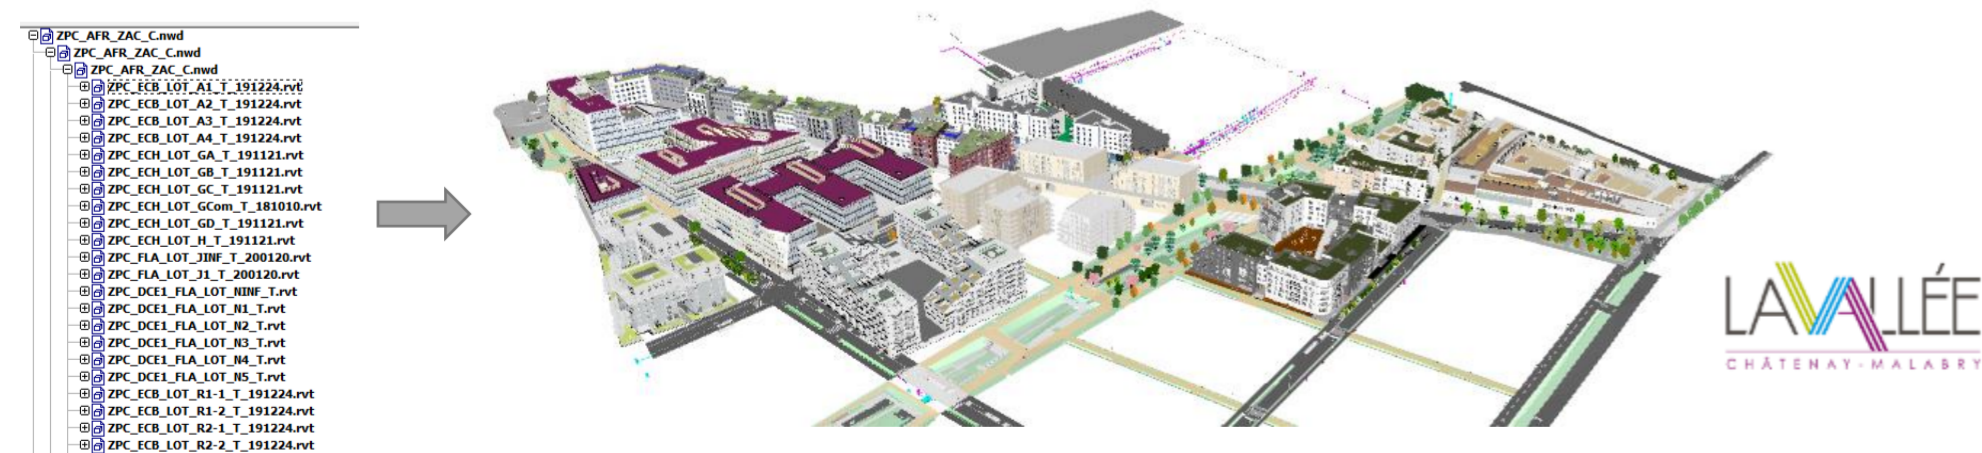 ZPC_AFR_ZAC_C.nwd
ZPC_AFR_ZAC_C.nwd
ZPC_AFR_ZAC_C.nwd
ZPC_ECB_LOT_A1_T_191224.rvt
ZPC_ECB_LOT_A2_T_191224.rvt
ZPC_ECB_LOT_A3_T_191224.rvt
ZPC_ECB_LOT_A4_T_191224.rvt
ZPC_ECH_LOT_GA_T_191121.rvt
ZPC_ECH_LOT_GB_T_191121.rvt
ZPC_ECH_LOT_GC_T_191121.rvt
ZPC_ECH_LOT_GCom_T_181010.rvt
ZPC_ECH_LOT_GD_T_191121.rvt
ZPC_ECH_LOT_H_T_191121.rvt
ZPC_FLA_LOT_JINF_T_200120.rvt
ZPC_FLA_LOT_J1_T_200120.rvt
ZPC_DCE1_FLA_LOT_NINF_T.rvt
ZPC_DCE1_FLA_LOT_N1_T.rvt
ZPC_DCE1_FLA_LOT_N2_T.rvt
ZPC_DCE1_FLA_LOT_N3_T.rvt
ZPC_DCE1_FLA_LOT_N4_T.rvt
ZPC_DCE1_FLA_LOT_N5_T.rvt
ZPC_ECB_LOT_R1-1_T_191224.rvt
ZPC_ECB_LOT_R1-2_T_191224.rvt
ZPC_ECB_LOT_R2-1_T_191224.rvt
ZPC_ECB_LOT_R2-2_T_191224.rvt
LAVALLÉE
CHÂTENAY-MALABRY